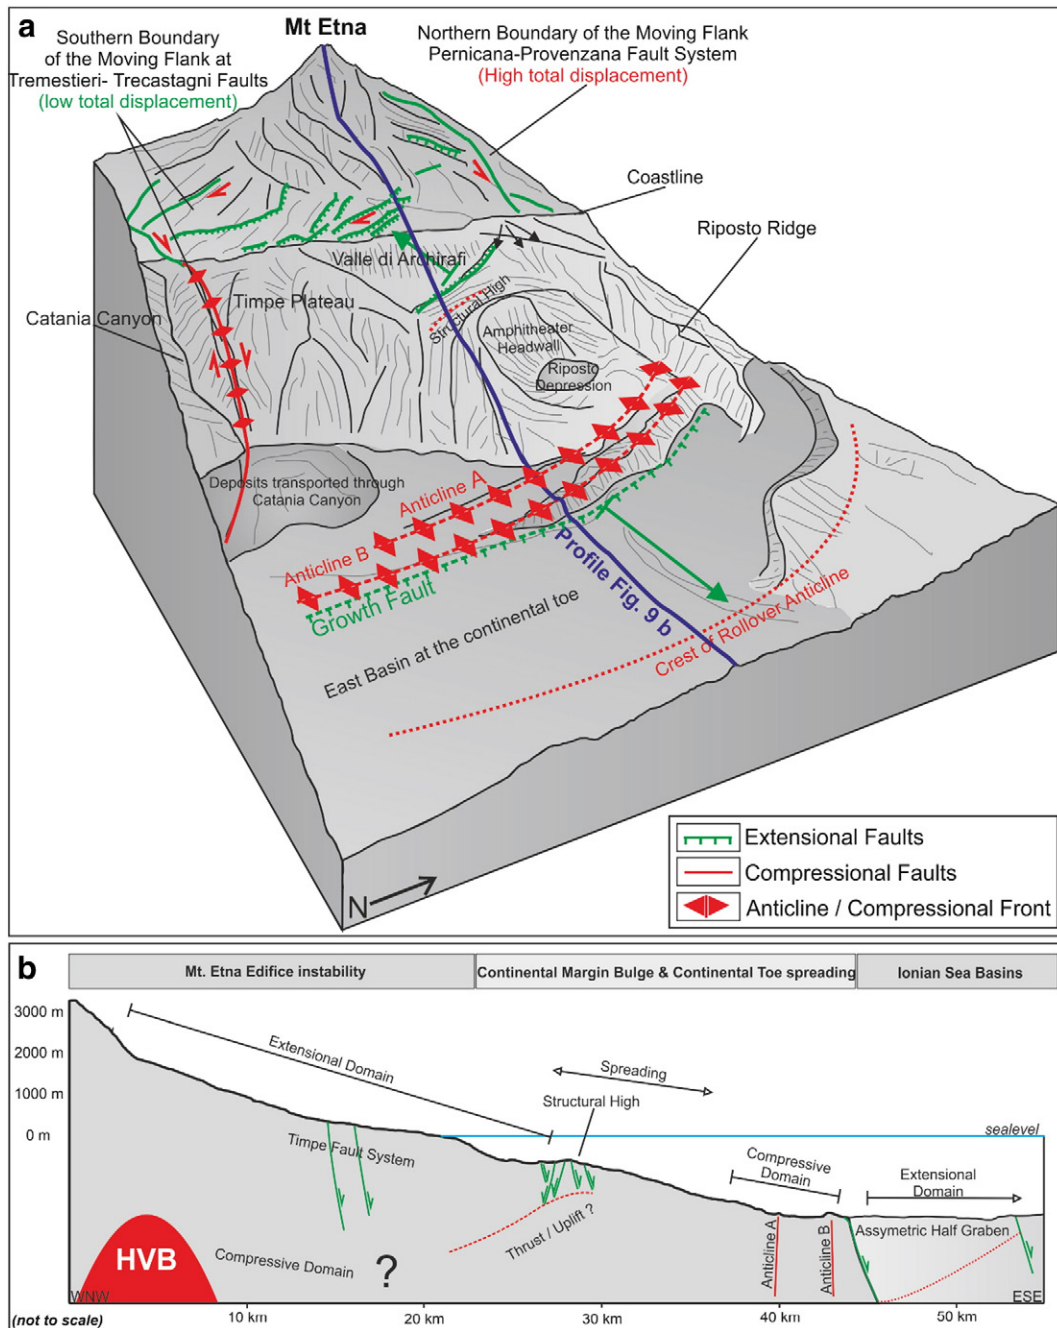 a
Mt Etna
Southern Boundary
of the Moving Flank at
Tremestieri- Trecastagni Faults
(low total displacement)
Northern Boundary of the Moving Flank
Pernicana-Provenzana Fault System
(High total displacement)
Coastline
Riposto Ridge
Valle di Archirafi
Timpe Plateau
Catania Canyon
Structural High
Amphitheater
Headwall
Riposto
Depression
Deposits transported through
Catania Canyon
Anticline A
Anticline B
Growth Fault
Profile Fig. 9 b
East Basin at the continental toe
Crest of Rollover Anticline
N
Extensional Faults
Compressional Faults
Anticline / Compressional Front
b
Mt. Etna Edifice instability
Continental Margin Bulge & Continental Toe spreading
Ionian Sea Basins
3000 m
2000 m
1000 m
0 m
Extensional Domain
Spreading
Structural High
sealevel
Timpe Fault System
Compressive
Domain
Extensional
Domain
Thrust / Uplift ?
Assymetric Half Graben
Anticline A
Anticline B
HVB
Compressive Domain
?
WNW
ESE
(not to scale)
10 km
20 km
30 km
40 km
50 km